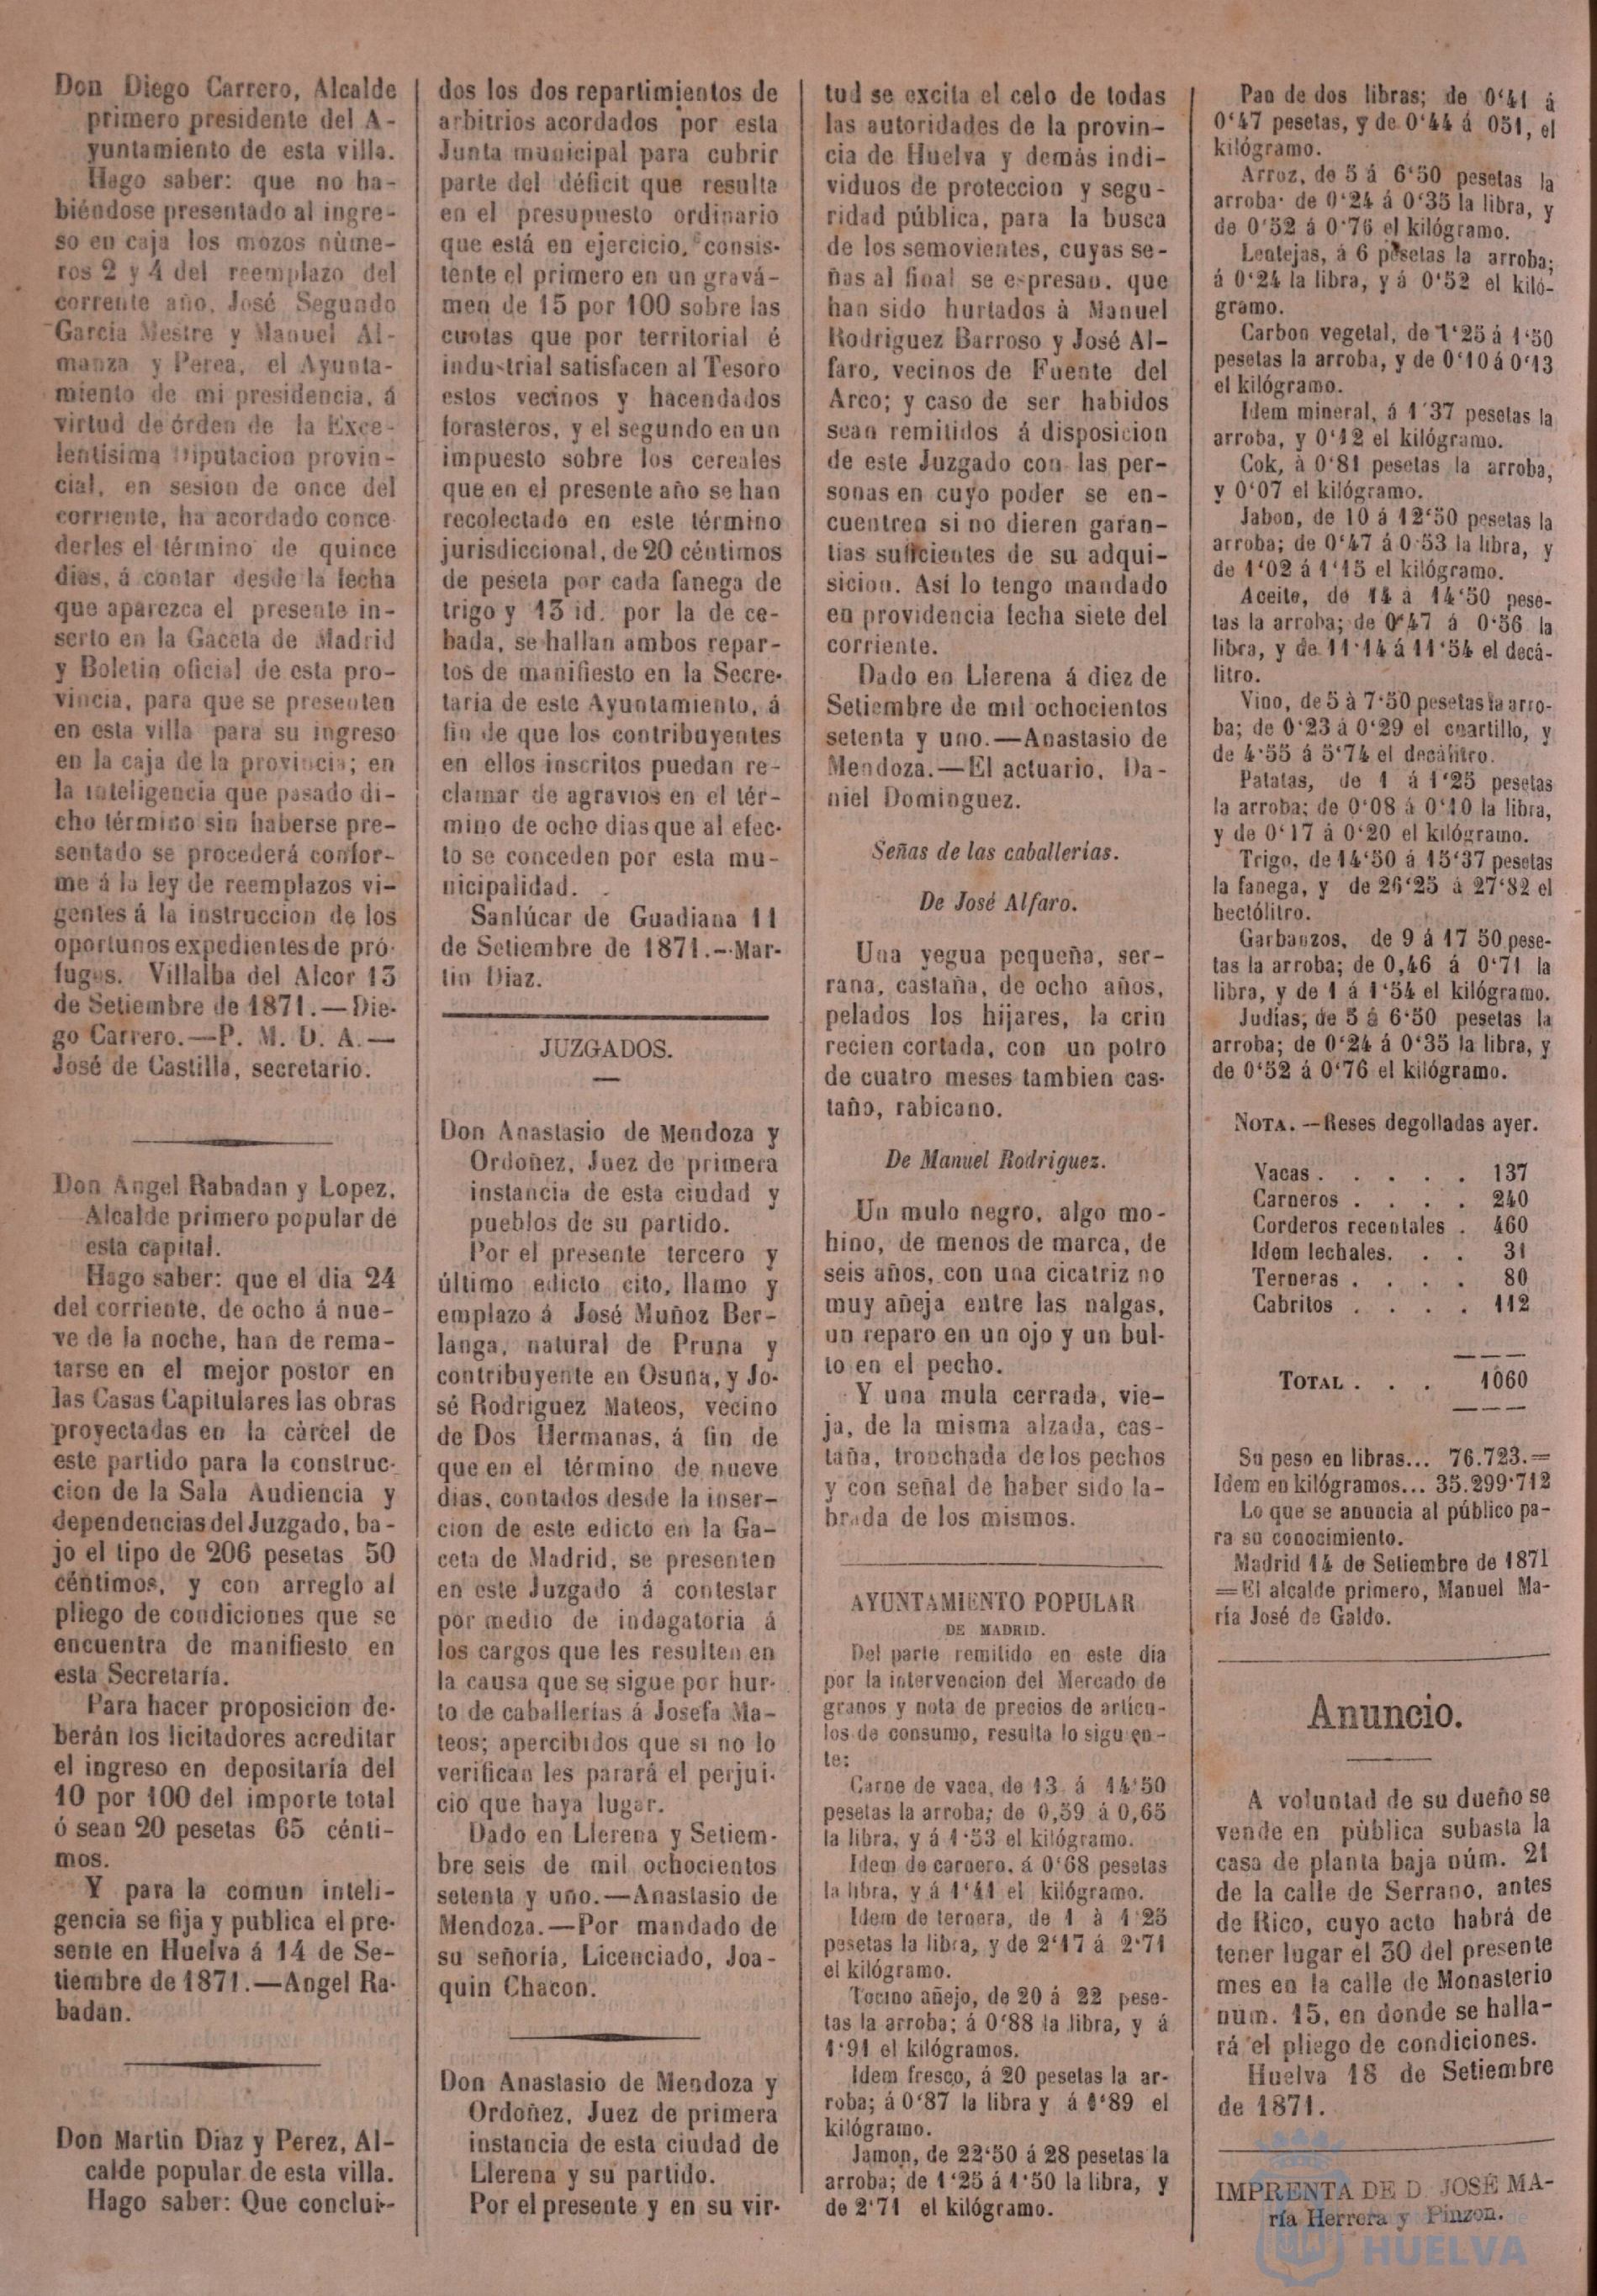 Don Diego Carrero, Alcalde
primero presidente del A-
yuntamiento de esta villa.
Hago saber: que no ha-
biéndose presentado al ingre-
so en caja los mozos núme-
ros 2 y 4 del reemplazo del
corrente año, José Segundo
Garcia Mestre y Manuel Al-
manza y Perea, el Ayunta-
miento de mi presidencia, á
virtud de órden de la Exce-
lentisima Diputacion provin-
cial, en sesion de once del
corriente, ha acordado conce-
derles el término de quince
dias, á contar desde la fecha
que aparezca el presente in-
serto en la Gaceta de Madrid
y Boletin oficial de esta pro-
vincia, para que se presenten
en esta villa para su ingreso
en la caja de la provincia; en
la inteligencia que pasado di-
cho término sin haberse pre-
sentado se procederá confor-
me á la ley de reemplazos vi-
gentes á la instruccion de los
oportunos expedientes de pró-
fugos. Villalba del Alcor 13
de Setiembre de 1871.—Die-
go Carrero.—P. M. D. A.—
José de Castilla, secretario.
Don Angel Rabadan y Lopez,
Alcalde primero popular de
esta capital.
Hago saber: que el dia 24
del corriente, de ocho á nue-
ve de la noche, han de rema-
tarse en el mejor postor en
las Casas Capitulares las obras
proyectadas en la càrcel de
este partido para la construc-
cion de la Sala Audiencia y
dependencias del Juzgado, ba-
jo el tipo de 206 pesetas 50
céntimos, y con arreglo al
pliego de condiciones que se
encuentra de manifiesto en
esta Secretaría.
Para hacer proposicion de-
berán los licitadores acreditar
el ingreso en depositaría del
10 por 100 del importe total
ó sean 20 pesetas 65 cénti-
mos.
Y para la comun inteli-
gencia se fija y publica el pre-
sente en Huelva á 14 de Se-
tiembre de 1871.—Angel Ra-
badan.
Don Martin Diaz y Perez, Al-
calde popular de esta villa.
Hago saber: Que conclui-
dos los dos repartimientos de
arbitrios acordados por esta
Junta municipal para cubrir
parte del déficit que resulta
en el presupuesto ordinario
que está en ejercicio, consis-
tente el primero en un gravá-
men de 15 por 100 sobre las
cuotas que por territorial é
industrial satisfacen al Tesoro
estos vecinos y hacendados
forasteros, y el segundo en un
impuesto sobre los cereales
que en el presente año se han
recolectado en este término
jurisdiccional, de 20 céntimos
de peseta por cada fanega de
trigo y 13 id. por la de ce-
bada, se hallan ambos repar-
tos de manifiesto en la Secre-
taria de este Ayuntamiento, á
fin de que los contribuyentes
en ellos inscritos puedan re-
clamar de agravios en el tér-
mino de ocho dias que al efec-
to se conceden por esta mu-
nicipalidad.
Sanlúcar de Guadiana 11
de Setiembre de 1871.—Mar-
tin Diaz.
JUZGADOS.
Don Anastasio de Mendoza y
Ordoñez, Juez de primera
instancia de esta ciudad y
pueblos de su partido.
Por el presente tercero y
último edicto cito, llamo y
emplazo á José Muñoz Ber-
langa, natural de Pruna y
contribuyente en Osuna, y Jo-
sé Rodriguez Mateos, vecino
de Dos Hermanas, á fin de
que en el término de nueve
dias, contados desde la inser-
cion de este edicto en la Ga-
ceta de Madrid, se presenten
en este Juzgado á contestar
por medio de indagatoria á
los cargos que les resulten en
la causa que se sigue por hur-
to de caballerías á Josefa Ma-
teos; apercibidos que si no lo
verifican les parará el perjui-
cio que haya lugar.
Dado en Llerena y Setiem-
bre seis de mil ochocientos
setenta y uno.—Anastasio de
Mendoza.—Por mandado de
su señoría, Licenciado, Joa-
quin Chacon.
Don Anastasio de Mendoza y
Ordoñez, Juez de primera
instancia de esta ciudad de
Llerena y su partido.
Por el presente y en su vir-
tud se excita el celo de todas
las autoridades de la provin-
cia de Huelva y demás indi-
viduos de proteccion y segu-
ridad pública, para la busca
de los semovientes, cuyas se-
ñas al final se espresan, que
han sido hurtados à Manuel
Rodriguez Barroso y José Al-
faro, vecinos de Fuente del
Arco; y caso de ser habidos
sean remitidos á disposicion
de este Juzgado con las per-
sonas en cuyo poder se en-
cuentren si no dieren garan-
tias suficientes de su adqui-
sicion. Así lo tengo mandado
en providencia fecha siete del
corriente.
Dado en Llerena á diez de
Setiembre de mil ochocientos
setenta y uno.—Anastasio de
Mendoza.—El actuario, Da-
niel Dominguez.
Señas de las caballerias.
De José Alfaro.
Una yegua pequeña, ser-
rana, castaña, de ocho años,
pelados los hijares, la crin
recien cortada, con un potro
de cuatro meses tambien cas-
taño, rabicano.
De Manuel Rodriguez.
Un mulo negro, algo mo-
hino, de menos de marca, de
seis años, con una cicatriz no
muy añeja entre las nalgas,
un reparo en un ojo y un bul-
to en el pecho.
Y una mula cerrada, vie-
ja, de la misma alzada, cas-
taña, tronchada de los pechos
y con señal de haber sido la-
brada de los mismos.
AYUNTAMIENTO POPULAR
DE MADRID.
Del parte remitido en este dia
por la intervencion del Mercado de
granos y nota de precios de artícu-
los de consumo, resulta lo siguien-
te:
Carne de vaca, de 13 á 14‘50
pesetas la arroba; de 0,59 á 0,65
la libra, y á 1‘53 el kilógramo.
Idem de carnero, á 0‘68 pesetas
la libra, y á 1‘41 el kilógramo.
Idem de ternera, de 1 à 1‘25
pesetas la libra, y de 2‘17 á 2‘71
el kilógramo.
Tocino añejo, de 20 á 22 pese-
tas la arroba; á 0‘88 la libra, y á
1‘91 el kilógramos.
Idem fresco, á 20 pesetas la ar-
roba; á 0‘87 la libra y á 1‘89 el
kilógramo.
Jamon, de 22‘50 á 28 pesetas la
arroba; de 1‘25 á 1‘50 la libra, y
de 2‘71 el kilógramo.
Pan de dos libras; de 0‘41 á
0‘47 pesetas, y de 0‘44 á 051, el
kilógramo.
Arroz, de 5 á 6‘50 pesetas la
arroba; de 0‘24 á 0‘35 la libra, y
de 0‘52 á 0‘76 el kilógramo.
Lentejas, á 6 pesetas la arroba;
á 0‘24 la libra, y á 0‘52 el kiló-
gramo.
Carbon vegetal, de 1‘25 á 1‘50
pesetas la arroba, y de 0‘10 á 0‘13
el kilógramo.
Idem mineral, á 1‘37 pesetas la
arroba, y 0‘12 el kilógramo.
Cok, à 0‘81 pesetas la arroba,
y 0‘07 el kilógramo.
Jabon, de 10 á 12‘50 pesetas la
arroba; de 0‘47 á 0‘53 la libra, y
de 1‘02 á 1‘15 el kilógramo.
Aceite, de 14 à 14‘50 pese-
tas la arroba; de 0‘47 á 0‘56 la
libra, y de 11‘14 á 11‘54 el decá-
litro.
Vino, de 5 à 7‘50 pesetas la arro-
ba; de 0‘23 á 0‘29 el cuartillo, y
de 4‘55 á 5‘74 el decálitro.
Patatas, de 1 á 1‘25 pesetas
la arroba; de 0‘08 á 0‘10 la libra,
y de 0‘17 á 0‘20 el kilógramo.
Trigo, de 14‘50 á 15‘37 pesetas
la fanega, y de 26‘25 á 27‘82 el
hectólitro.
Garbanzos, de 9 á 17 50 pese-
tas la arroba; de 0,46 á 0‘71 la
libra, y de 1 á 1‘54 el kilógramo.
Judías, de 5 á 6‘50 pesetas la
arroba; de 0‘24 á 0‘35 la libra, y
de 0‘52 á 0‘76 el kilógramo.
NOTA.—Reses degolladas ayer.
Vacas . . . . . 137
Carneros . . . . 240
Corderos recentales . 460
Idem lechales. . . 31
Terneras . . . . 80
Cabritos . . . . 112
TOTAL . . . 1060
Su peso en libras... 76.723.=
Idem en kilógramos... 35.299‘712
Lo que se anuncia al público pa-
ra su conocimiento.
Madrid 14 de Setiembre de 1871
=El alcalde primero, Manuel Ma-
ría José de Galdo.
Anuncio.
A voluntad de su dueño se
vende en pùblica subasta la
casa de planta baja núm. 21
de la calle de Serrano, antes
de Rico, cuyo acto habrá de
tener lugar el 30 del presente
mes en la calle de Monasterio
num. 15, en donde se halla-
rá el pliego de condiciones.
Huelva 18 de Setiembre
de 1871.
IMPRENTA DE D. JOSÉ MA-
ría Herrera y Pinzon.
HUELVA